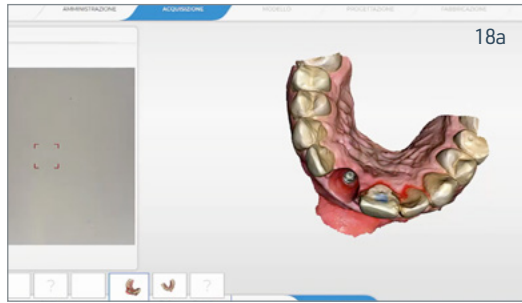 AMMINISTRAZIONE ACQUISIZIONE MODELLO PROGETTAZIONE FABBRICAZIONE
18a
? ?